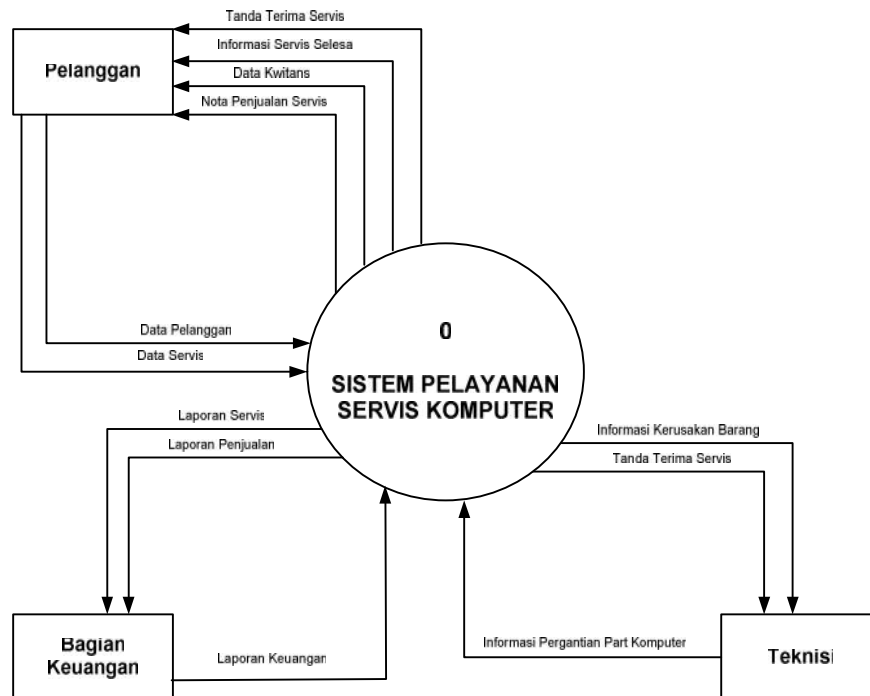 Tanda Terima Servis
Informasi Servis Selesa
Data Kwitans
Nota Penjualan Servis
Pelanggan
Data Pelanggan
Data Servis
0
SISTEM PELAYANAN
SERVIS KOMPUTER
Laporan Servis
Laporan Penjualan
Informasi Kerusakan Barang
Tanda Terima Servis
Bagian
Keuangan
Laporan Keuangan
Informasi Pergantian Part Komputer
Teknisi